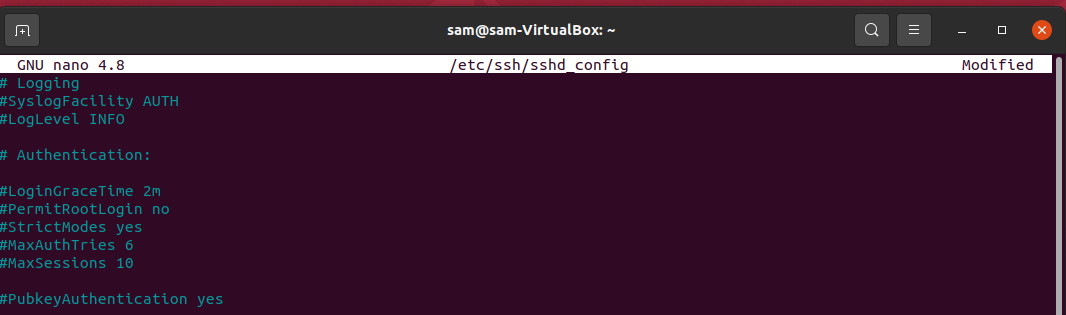 sam@sam-VirtualBox: ~
GNU nano 4.8 /etc/ssh/sshd_config Modified
# Logging
#SyslogFacility AUTH
#LogLevel INFO
# Authentication:
#LoginGraceTime 2m
#PermitRootLogin no
#StrictModes yes
#MaxAuthTries 6
#MaxSessions 10
#PubkeyAuthentication yes